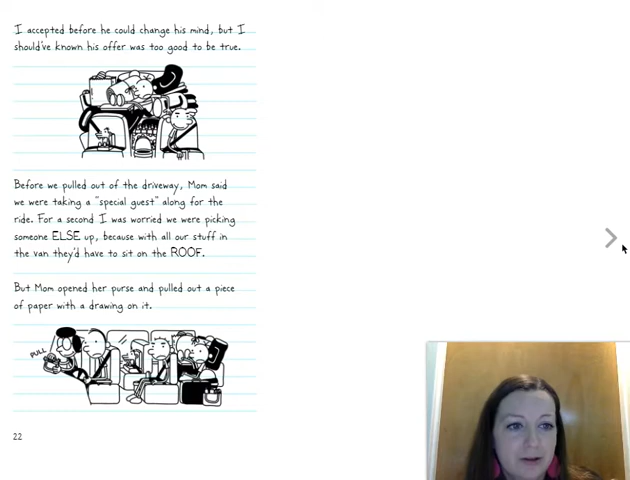 I accepted before he could change his mind, but I
should've known his offer was too good to be true.
Before we pulled out of the driveway, Mom said
we were taking a "special guest" along for the
ride. For a second I was worried we were picking
someone ELSE up, because with all our stuff in
the van they'd have to sit on the ROOF.
But Mom opened her purse and pulled out a piece
of paper with a drawing on it.
PULL
22